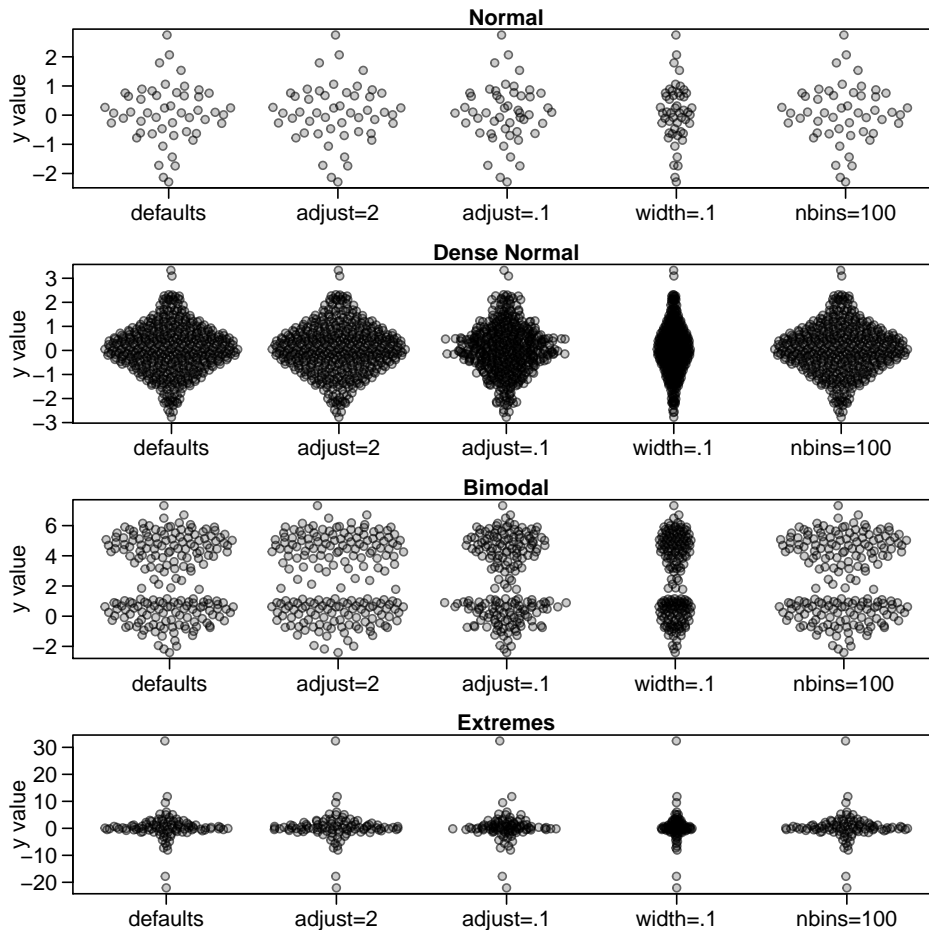 Normal
y value
2
1
0
−1
−2
defaults adjust=2 adjust=.1 width=.1 nbins=100
Dense Normal
y value
3
2
1
0
−1
−2
−3
defaults adjust=2 adjust=.1 width=.1 nbins=100
Bimodal
y value
6
4
2
0
−2
defaults adjust=2 adjust=.1 width=.1 nbins=100
Extremes
y value
30
20
10
0
−10
−20
defaults adjust=2 adjust=.1 width=.1 nbins=100